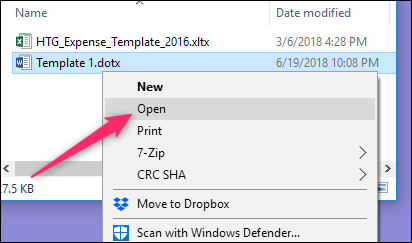 Name Date modified
HTG_Expense_Template_2016.xltx 3/6/2018 4:28 PM
Template 1.dotx 6/19/2018 10:08 PM
New
Open
Print
7-Zip
CRC SHA
7.5 KB
Move to Dropbox
Scan with Windows Defender...